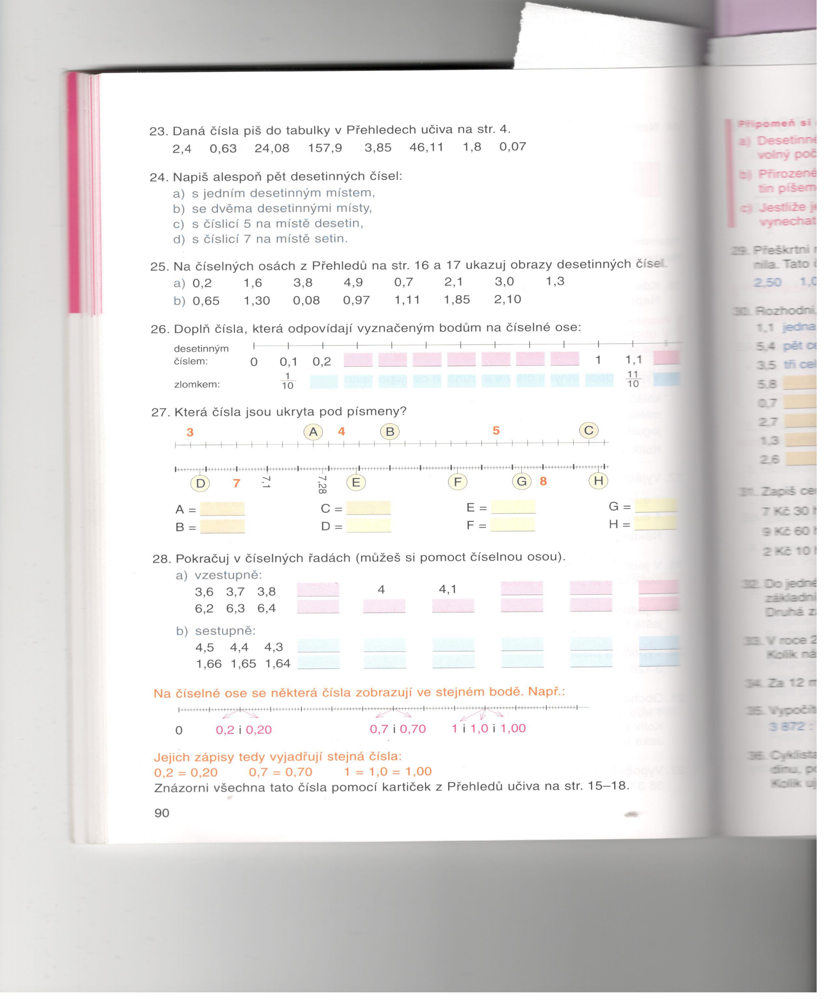 23. Daná čísla piš do tabulky v Přehledech učiva na str. 4.
2,4 0,63 24,08 157,9 3,85 46,11 1,8 0,07
24. Napiš alespoň pět desetinných čísel:
a) s jedním desetinným místem,
b) se dvěma desetinnými místy,
c) s číslicí 5 na místě desetin,
d) s číslicí 7 na místě setin.
25. Na číselných osách z Přehledů na str. 16 a 17 ukazuj obrazy desetinných čísel.
a) 0,2 1,6 3,8 4,9 0,7 2,1 3,0 1,3
b) 0,65 1,30 0,08 0,97 1,11 1,85 2,10
26. Doplň čísla, která odpovídají vyznačeným bodům na číselné ose:
desetinným
číslem: 0 0,1 0,2 1 1,1
zlomkem: 1/10 11/10
27. Která čísla jsou ukryta pod písmeny?
3 A 4 B 5 C
D 7 7,1 7,28 E F G 8 H
A = C = E = G =
B = D = F = H =
28. Pokračuj v číselných řadách (můžeš si pomoct číselnou osou).
a) vzestupně:
3,6 3,7 3,8 4 4,1
6,2 6,3 6,4
b) sestupně:
4,5 4,4 4,3
1,66 1,65 1,64
Na číselné ose se některá čísla zobrazují ve stejném bodě. Např.:
0 0,2 i 0,20 0,7 i 0,70 1 i 1,0 i 1,00
Jejich zápisy tedy vyjadřují stejná čísla:
0,2 = 0,20 0,7 = 0,70 1 = 1,0 = 1,00
Znázorni všechna tato čísla pomocí kartiček z Přehledů učiva na str. 15–18.
90
Připomeň si
a) Desetinné
volný poč
b) Přirozené
tin píšem
c) Jestliže je
vynechat
29. Přeškrtni
nila. Tato
2,50 1,0
30. Rozhodni,
1,1 jedna
5,4 pět ce
3,5 tři cel
5,8
0,7
2,7
1,3
2,6
31. Zapiš ce
7 Kč 30 h
9 Kč 60 h
2 Kč 10 h
32. Do jedné
základní
Druhá z
33. V roce 2
Kolik ná
34. Za 12 m
35. Vypočít
3 872 :
36. Cyklista
dinu, po
Kolik uj